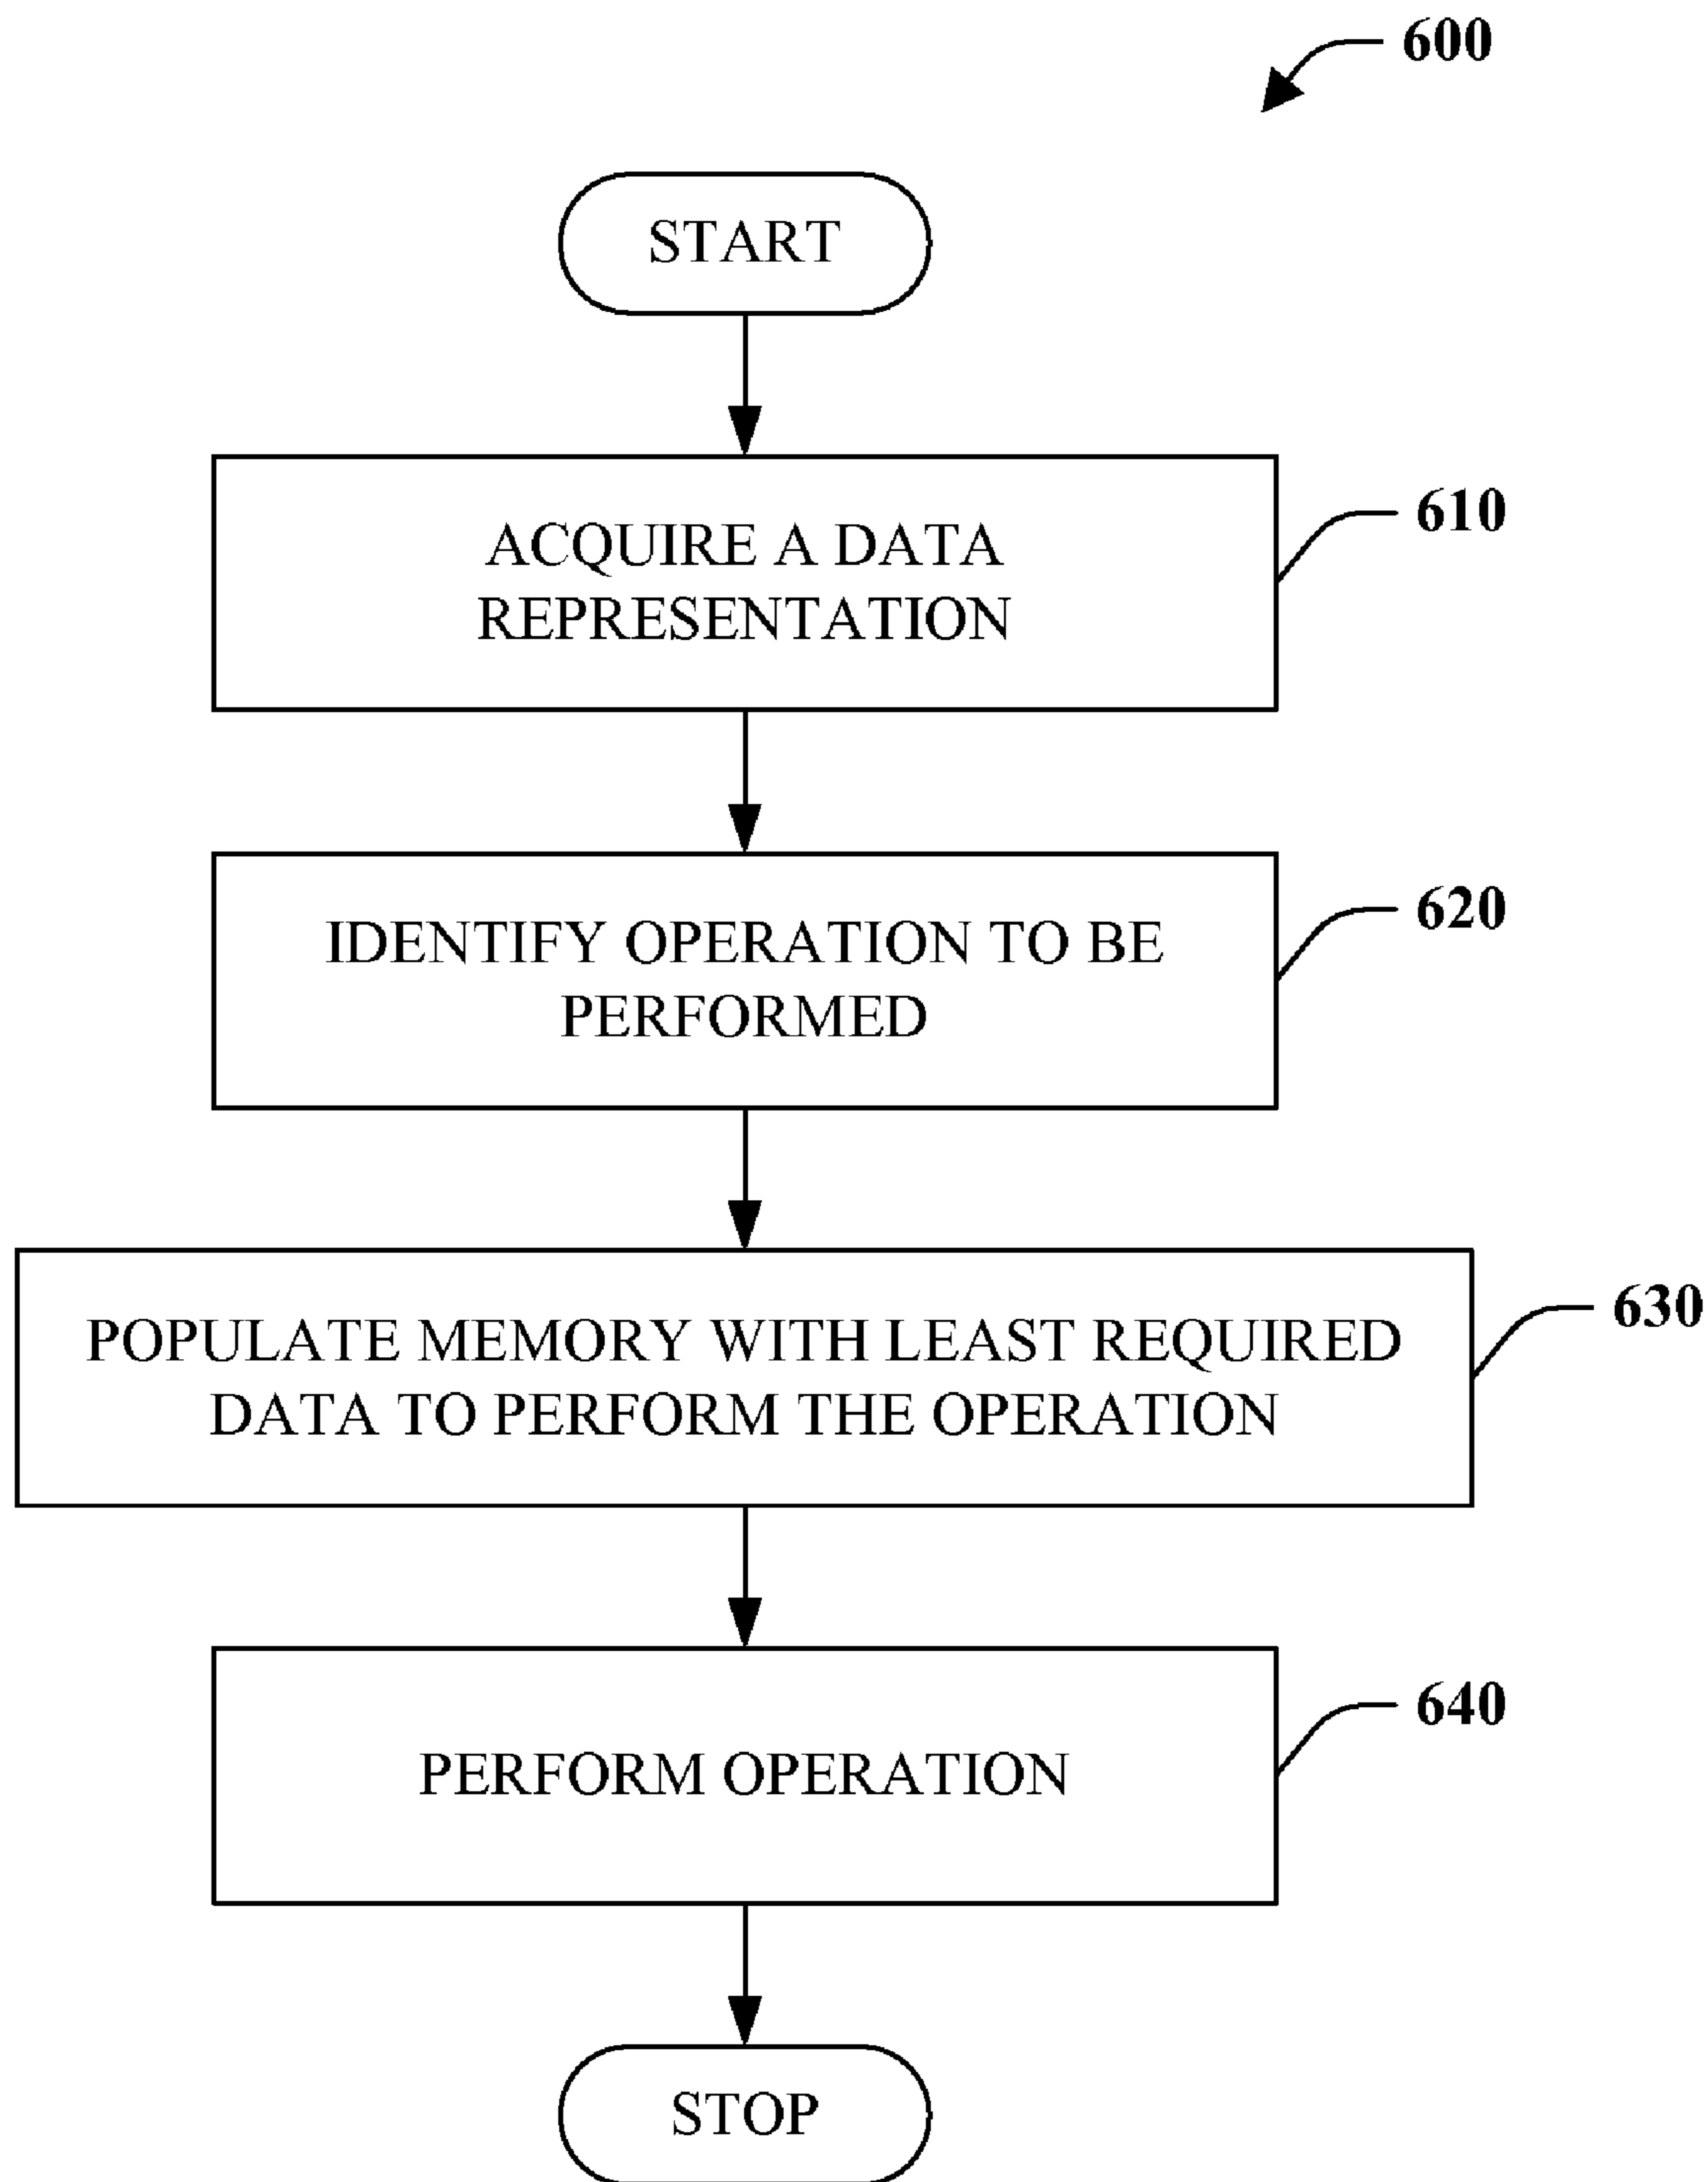 600
START
ACQUIRE A DATA
REPRESENTATION
610
IDENTIFY OPERATION TO BE
PERFORMED
620
POPULATE MEMORY WITH LEAST REQUIRED
DATA TO PERFORM THE OPERATION
630
PERFORM OPERATION
640
STOP